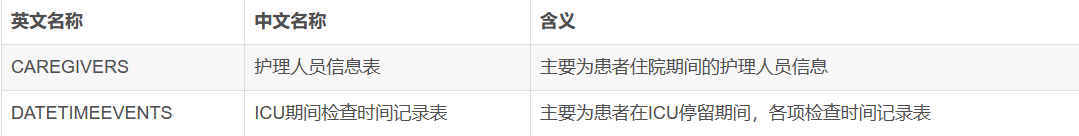 英文名称 中文名称 含义
CAREGIVERS 护理人员信息表 主要为患者住院期间的护理人员信息
DATETIMEEVENTS ICU期间检查时间记录表 主要为患者在ICU停留期间，各项检查时间记录表